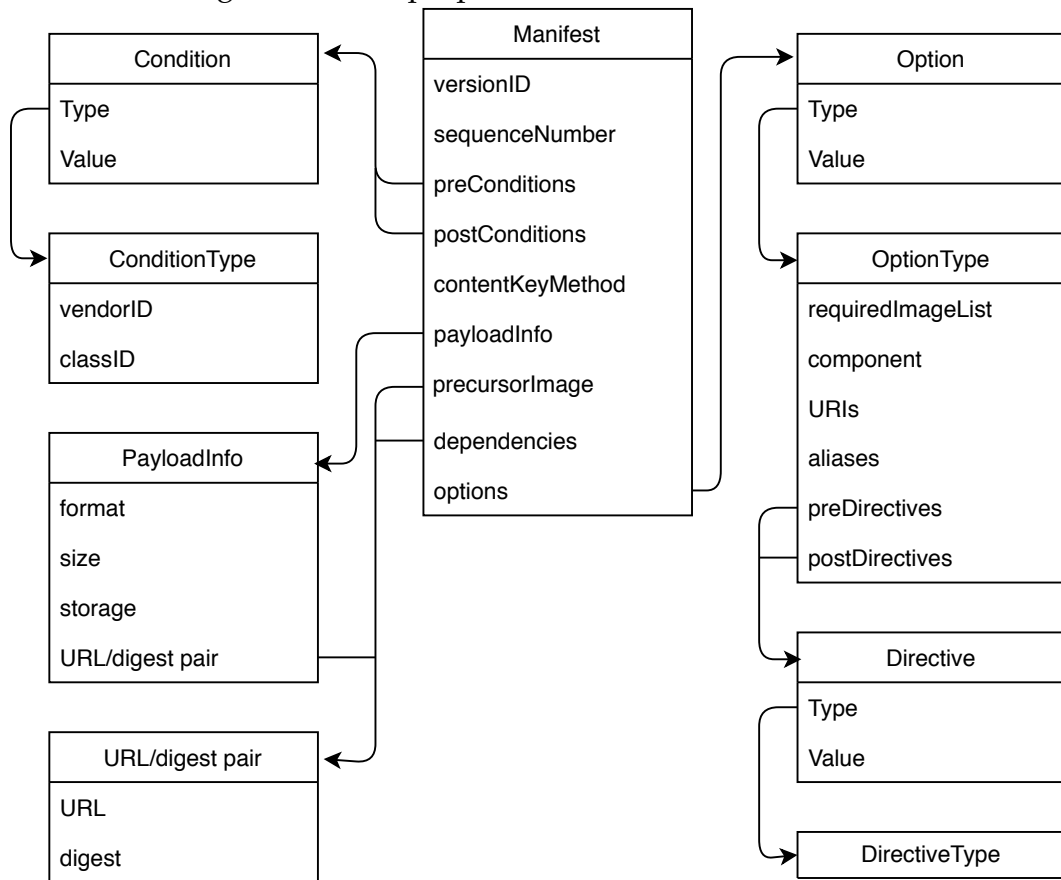 Condition
Type
Value
ConditionType
vendorID
classID
PayloadInfo
format
size
storage
URL/digest pair
URL/digest pair
URL
digest
Manifest
versionID
sequenceNumber
preConditions
postConditions
contentKeyMethod
payloadInfo
precursorImage
dependencies
options
Option
Type
Value
OptionType
requiredImageList
component
URIs
aliases
preDirectives
postDirectives
Directive
Type
Value
DirectiveType